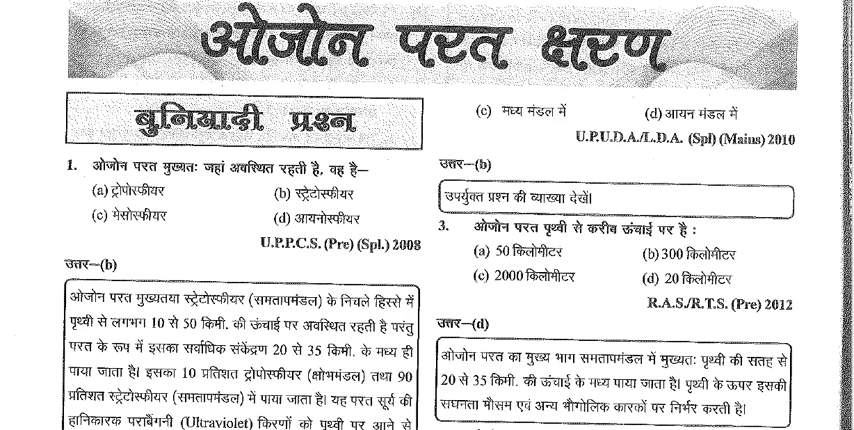 ओजोन परत क्षरण
बुनियादी प्रश्न
1. ओजोन परत मुख्यतः जहां अवस्थित रहती है, वह है–
(a) ट्रोपोस्फीयर (b) स्ट्रेटोस्फीयर
(c) मेसोस्फीयर (d) आयनोस्फीयर
U.P.P.C.S. (Pre) (Spl.) 2008
उत्तर–(b)
ओजोन परत मुख्यतया स्ट्रेटोस्फीयर (समतापमंडल) के निचले हिस्से में
पृथ्वी से लगभग 10 से 50 किमी. की ऊंचाई पर अवस्थित रहती है परंतु
परत के रूप में इसका सर्वाधिक संकेंद्रण 20 से 35 किमी. के मध्य ही
पाया जाता है। इसका 10 प्रतिशत ट्रोपोस्फीयर (क्षोभमंडल) तथा 90
प्रतिशत स्ट्रेटोस्फीयर (समतापमंडल) में पाया जाता है। यह परत सूर्य की
हानिकारक पराबैंगनी (Ultraviolet) किरणों को पृथ्वी पर आने से
(c) मध्य मंडल में (d) आयन मंडल में
U.P.U.D.A./L.D.A. (Spl) (Mains) 2010
उत्तर–(b)
उपर्युक्त प्रश्न की व्याख्या देखें।
3. ओजोन परत पृथ्वी से करीब ऊंचाई पर है :
(a) 50 किलोमीटर (b) 300 किलोमीटर
(c) 2000 किलोमीटर (d) 20 किलोमीटर
R.A.S./R.T.S. (Pre) 2012
उत्तर–(d)
ओजोन परत का मुख्य भाग समतापमंडल में मुख्यतः पृथ्वी की सतह से
20 से 35 किमी. की ऊंचाई के मध्य पाया जाता है। पृथ्वी के ऊपर इसकी
सघनता मौसम एवं अन्य भौगोलिक कारकों पर निर्भर करती है।